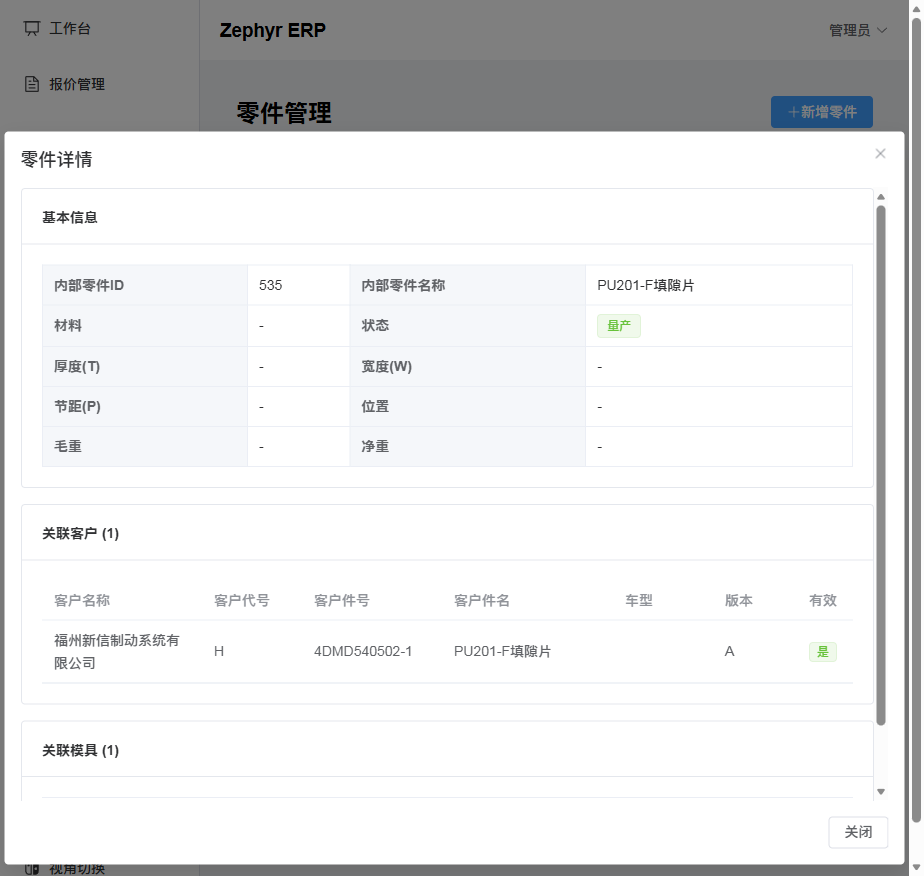 工作台
Zephyr ERP
管理员
报价管理
零件管理
+新增零件
零件详情
基本信息
内部零件ID 535 内部零件名称 PU201-F填隙片
材料 - 状态 量产
厚度(T) - 宽度(W) -
节距(P) - 位置 -
毛重 - 净重 -
关联客户 (1)
客户名称 客户代号 客户件号 客户件名 车型 版本 有效
福州新信制动系统有
限公司
H 4DMD540502-1 PU201-F填隙片 A 是
关联模具 (1)
关闭
视角切换